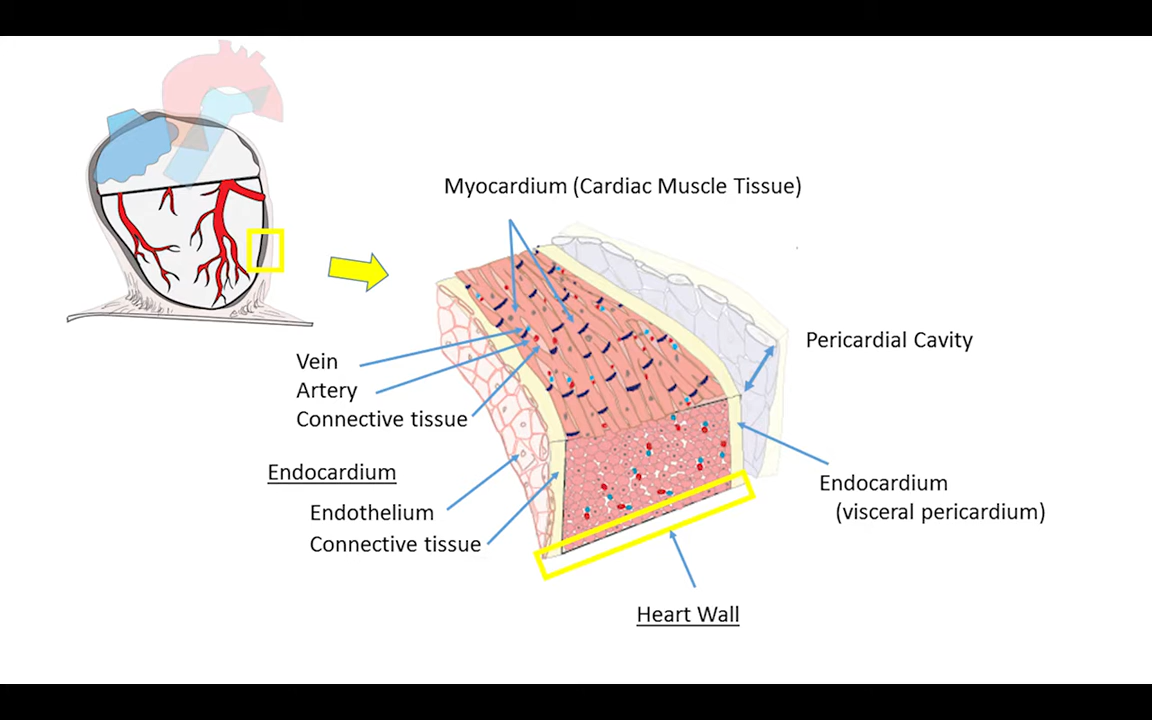 Myocardium (Cardiac Muscle Tissue)
Vein
Artery
Connective tissue
Endocardium
Endothelium
Connective tissue
Pericardial Cavity
Endocardium
(visceral pericardium)
Heart Wall